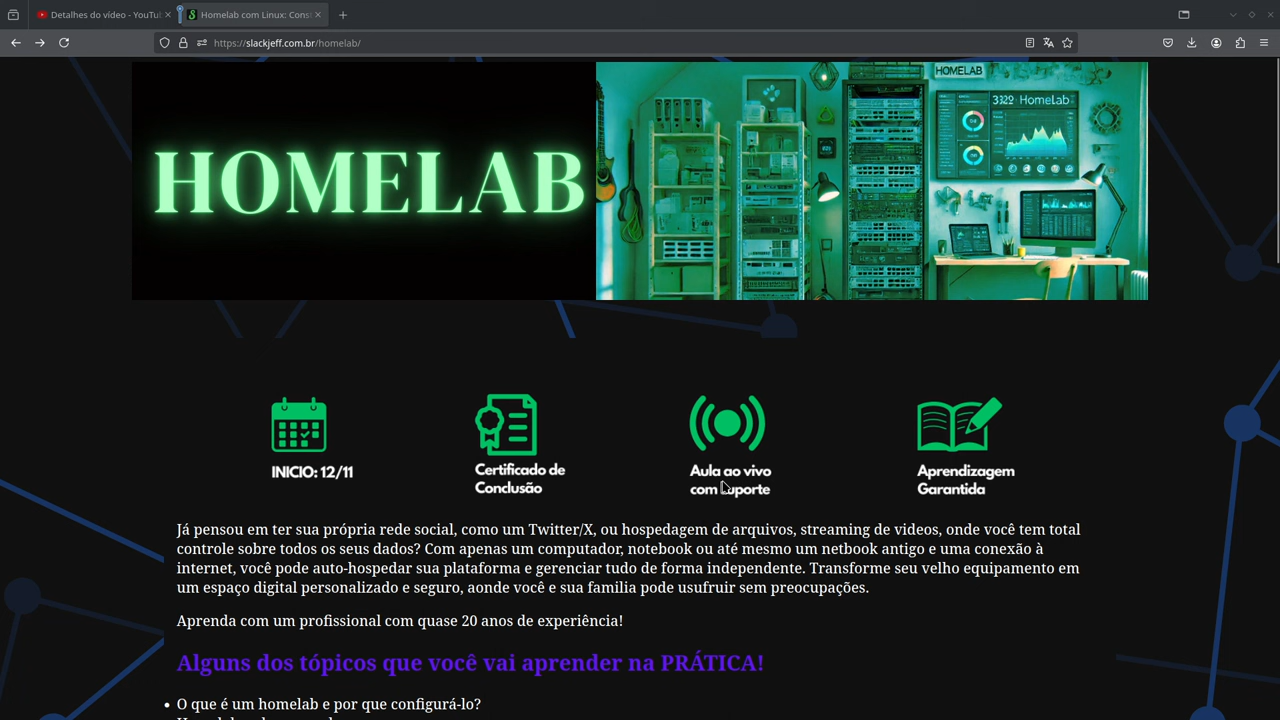 Detalhes do vídeo - YouTu
Homelab com Linux: Cons
https://slackjeff.com.br/homelab/
HOMELAB
HOMELAB
3322 HomeLab
INICIO: 12/11
Certificado de
Conclusão
Aula ao vivo
com suporte
Aprendizagem
Garantida
Já pensou em ter sua própria rede social, como um Twitter/X, ou hospedagem de arquivos, streaming de videos, onde você tem total
controle sobre todos os seus dados? Com apenas um computador, notebook ou até mesmo um netbook antigo e uma conexão à
internet, você pode auto-hospedar sua plataforma e gerenciar tudo de forma independente. Transforme seu velho equipamento em
um espaço digital personalizado e seguro, aonde você e sua familia pode usufruir sem preocupações.
Aprenda com um profissional com quase 20 anos de experiência!
Alguns dos tópicos que você vai aprender na PRÁTICA!
• O que é um homelab e por que configurá-lo?